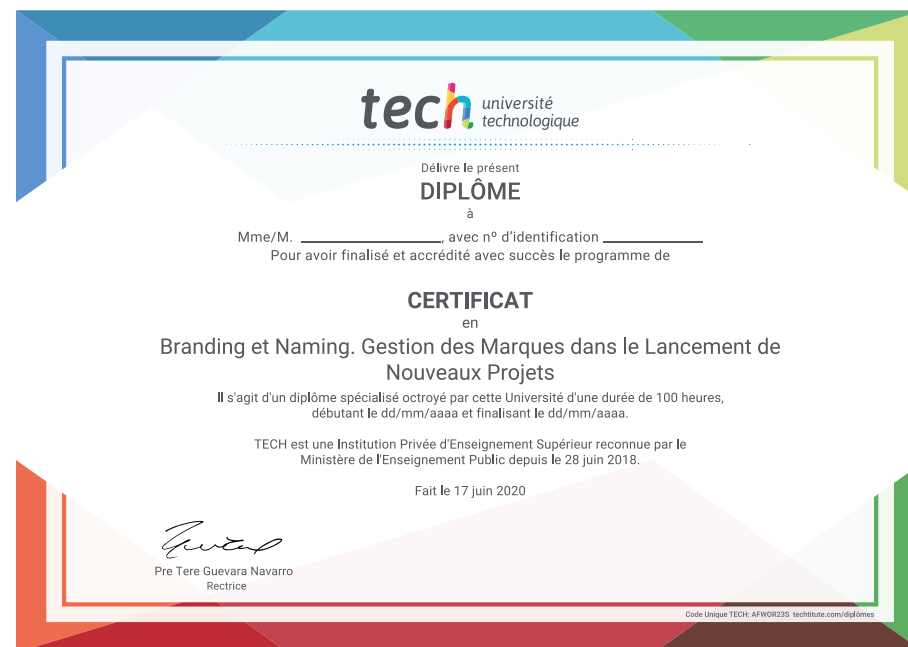 tech université
technologique
Délivre le présent
DIPLÔME
à
Mme/M. ____________________, avec nº d'identification ______________
Pour avoir finalisé et accrédité avec succès le programme de
CERTIFICAT
en
Branding et Naming. Gestion des Marques dans le Lancement de
Nouveaux Projets
Il s'agit d'un diplôme spécialisé octroyé par cette Université d'une durée de 100 heures,
débutant le dd/mm/aaaa et finalisant le dd/mm/aaaa.
TECH est une Institution Privée d'Enseignement Supérieur reconnue par le
Ministère de l'Enseignement Public depuis le 28 juin 2018.
Fait le 17 juin 2020
Pre Tere Guevara Navarro
Rectrice
Code Unique TECH: AFWOR23S techtitute.com/diplômes